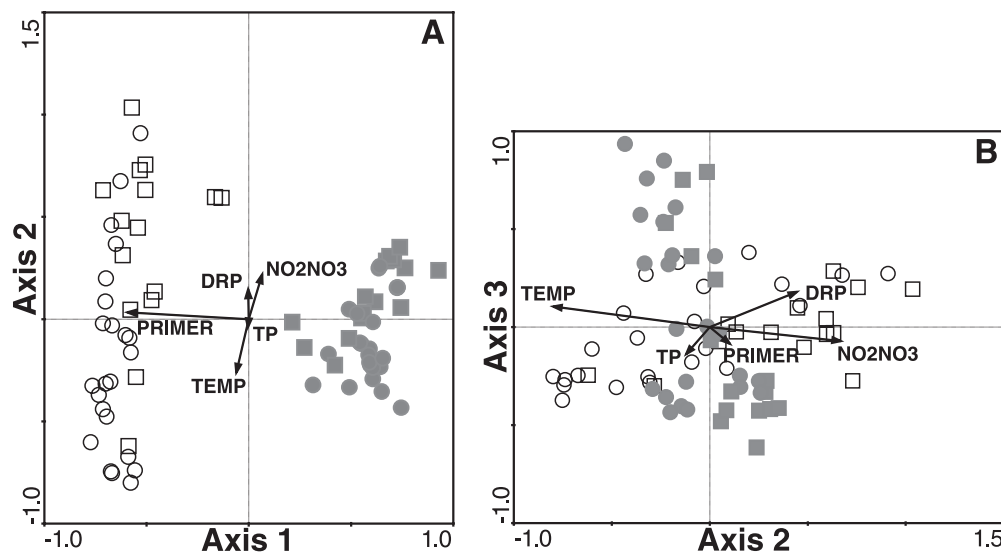 A
1.5
Axis 2
-1.0
NO2NO3
DRP
PRIMER
TP
TEMP
-1.0
Axis 1
1.0
B
1.0
Axis 3
-1.0
TEMP
DRP
TP
PRIMER
NO2NO3
-1.0
Axis 2
1.5